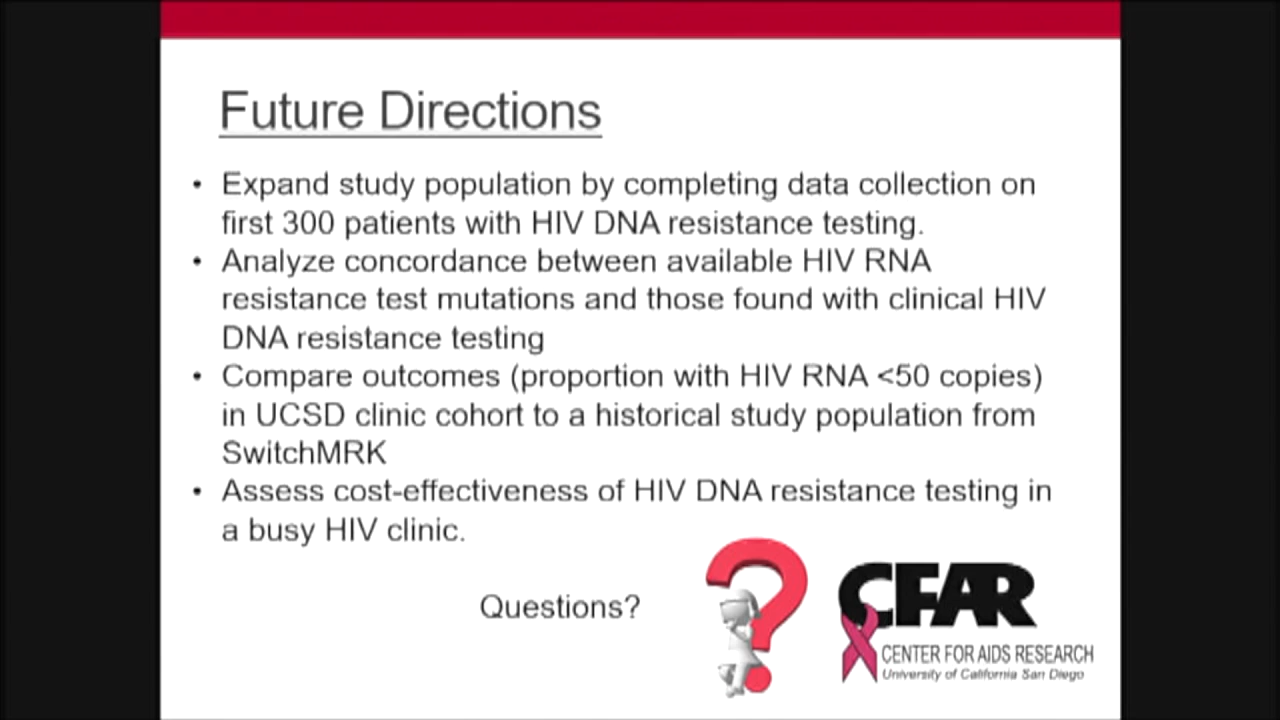 Future Directions
• Expand study population by completing data collection on
first 300 patients with HIV DNA resistance testing.
• Analyze concordance between available HIV RNA
resistance test mutations and those found with clinical HIV
DNA resistance testing
• Compare outcomes (proportion with HIV RNA <50 copies)
in UCSD clinic cohort to a historical study population from
SwitchMRK
• Assess cost-effectiveness of HIV DNA resistance testing in
a busy HIV clinic.
Questions?
CFAR
CENTER FOR AIDS RESEARCH
University of California San Diego